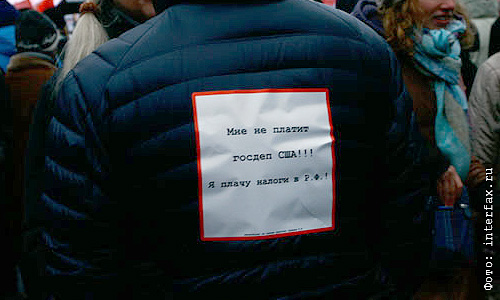 Мне не платит
госдеп США!!!
Я плачу налоги в Р.Ф.!
Фото: interfax.ru